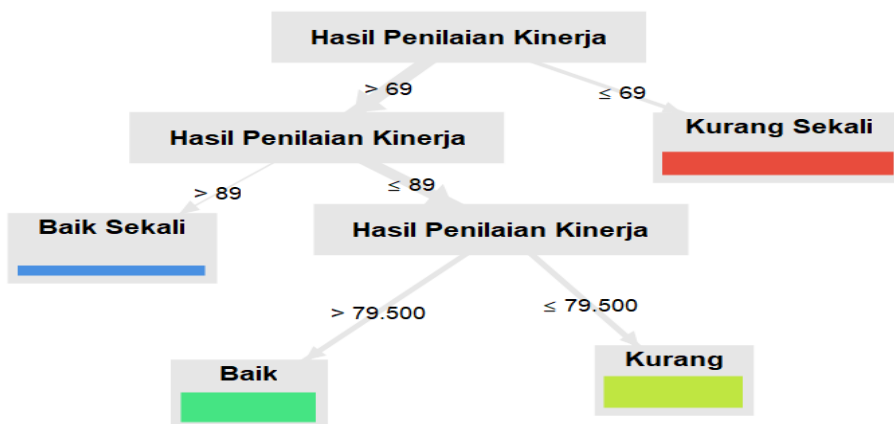 Hasil Penilaian Kinerja
> 69
≤ 69
Hasil Penilaian Kinerja
Kurang Sekali
> 89
≤ 89
Baik Sekali
Hasil Penilaian Kinerja
> 79.500
≤ 79.500
Baik
Kurang